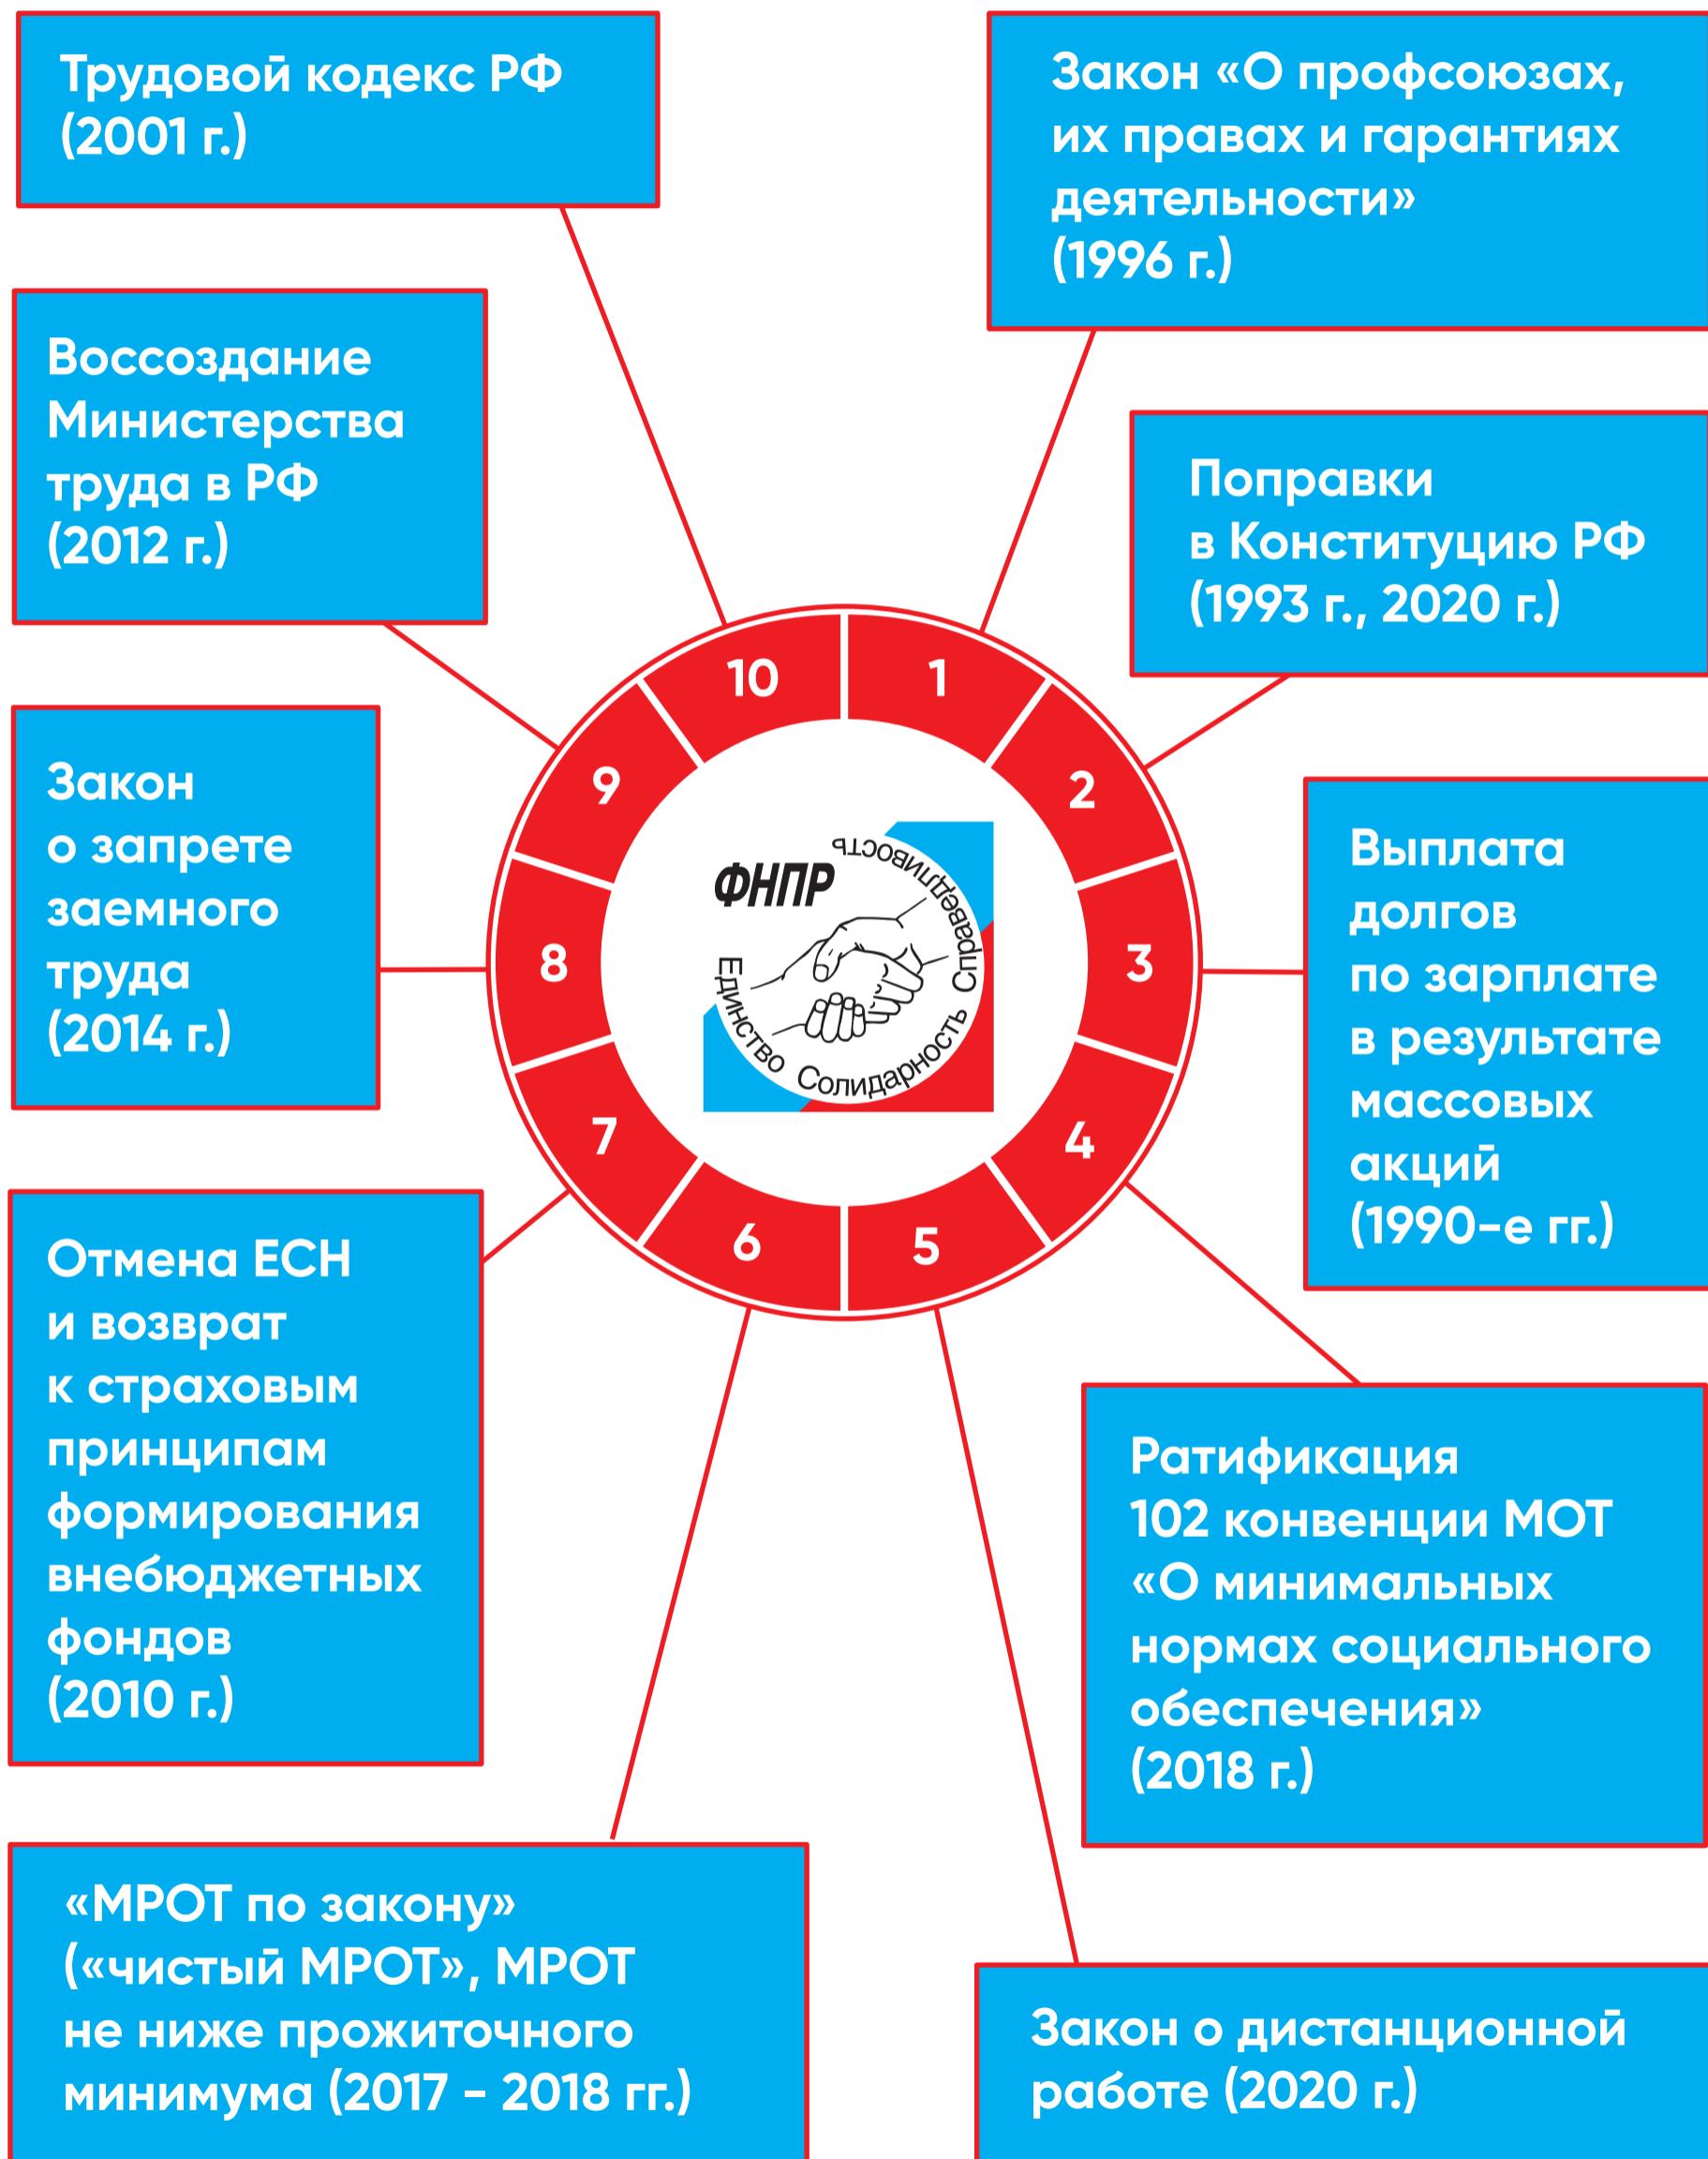 Трудовой кодекс РФ
(2001 г.)
Закон «О профсоюзах,
их правах и гарантиях
деятельности»
(1996 г.)
Воссоздание
Министерства
труда в РФ
(2012 г.)
Поправки
в Конституцию РФ
(1993 г., 2020 г.)
Закон
о запрете
заемного
труда
(2014 г.)
Выплата
долгов
по зарплате
в результате
массовых
акций
(1990-е гг.)
10
1
9
2
8
3
7
4
6
5
ФНПР
Единство Солидарность Справедливость
Отмена ЕСН
и возврат
к страховым
принципам
формирования
внебюджетных
фондов
(2010 г.)
Ратификация
102 конвенции МОТ
«О минимальных
нормах социального
обеспечения»
(2018 г.)
«МРОТ по закону»
(«чистый МРОТ», МРОТ
не ниже прожиточного
минимума (2017 - 2018 гг.)
Закон о дистанционной
работе (2020 г.)